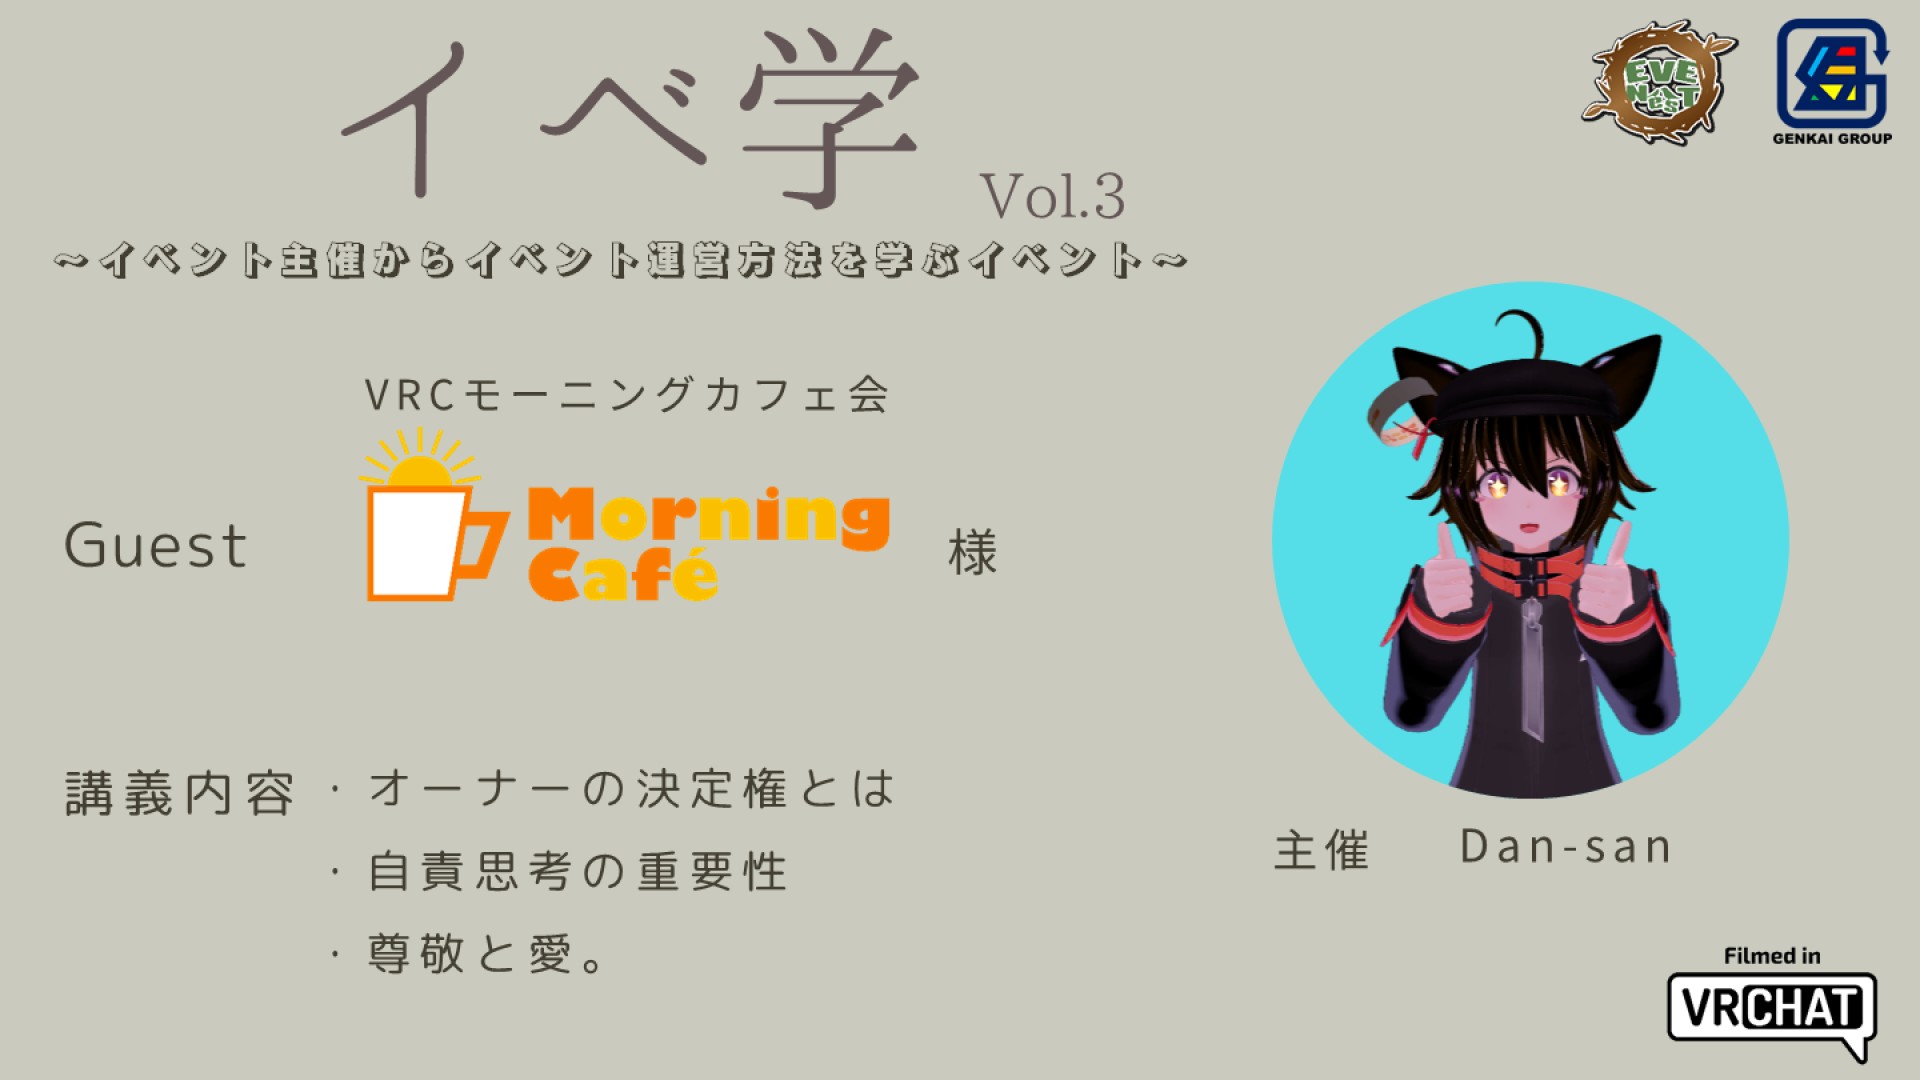 イベ学
Vol.3
～イベント主催からイベント運営方法を学ぶイベント～
EVE
NesT
GENKAI GROUP
VRCモーニングカフェ会
Guest
Morning
Café
様
講義内容
・オーナーの決定権とは
・自責思考の重要性
・尊敬と愛。
主催 Dan-san
Filmed in
VRCHAT